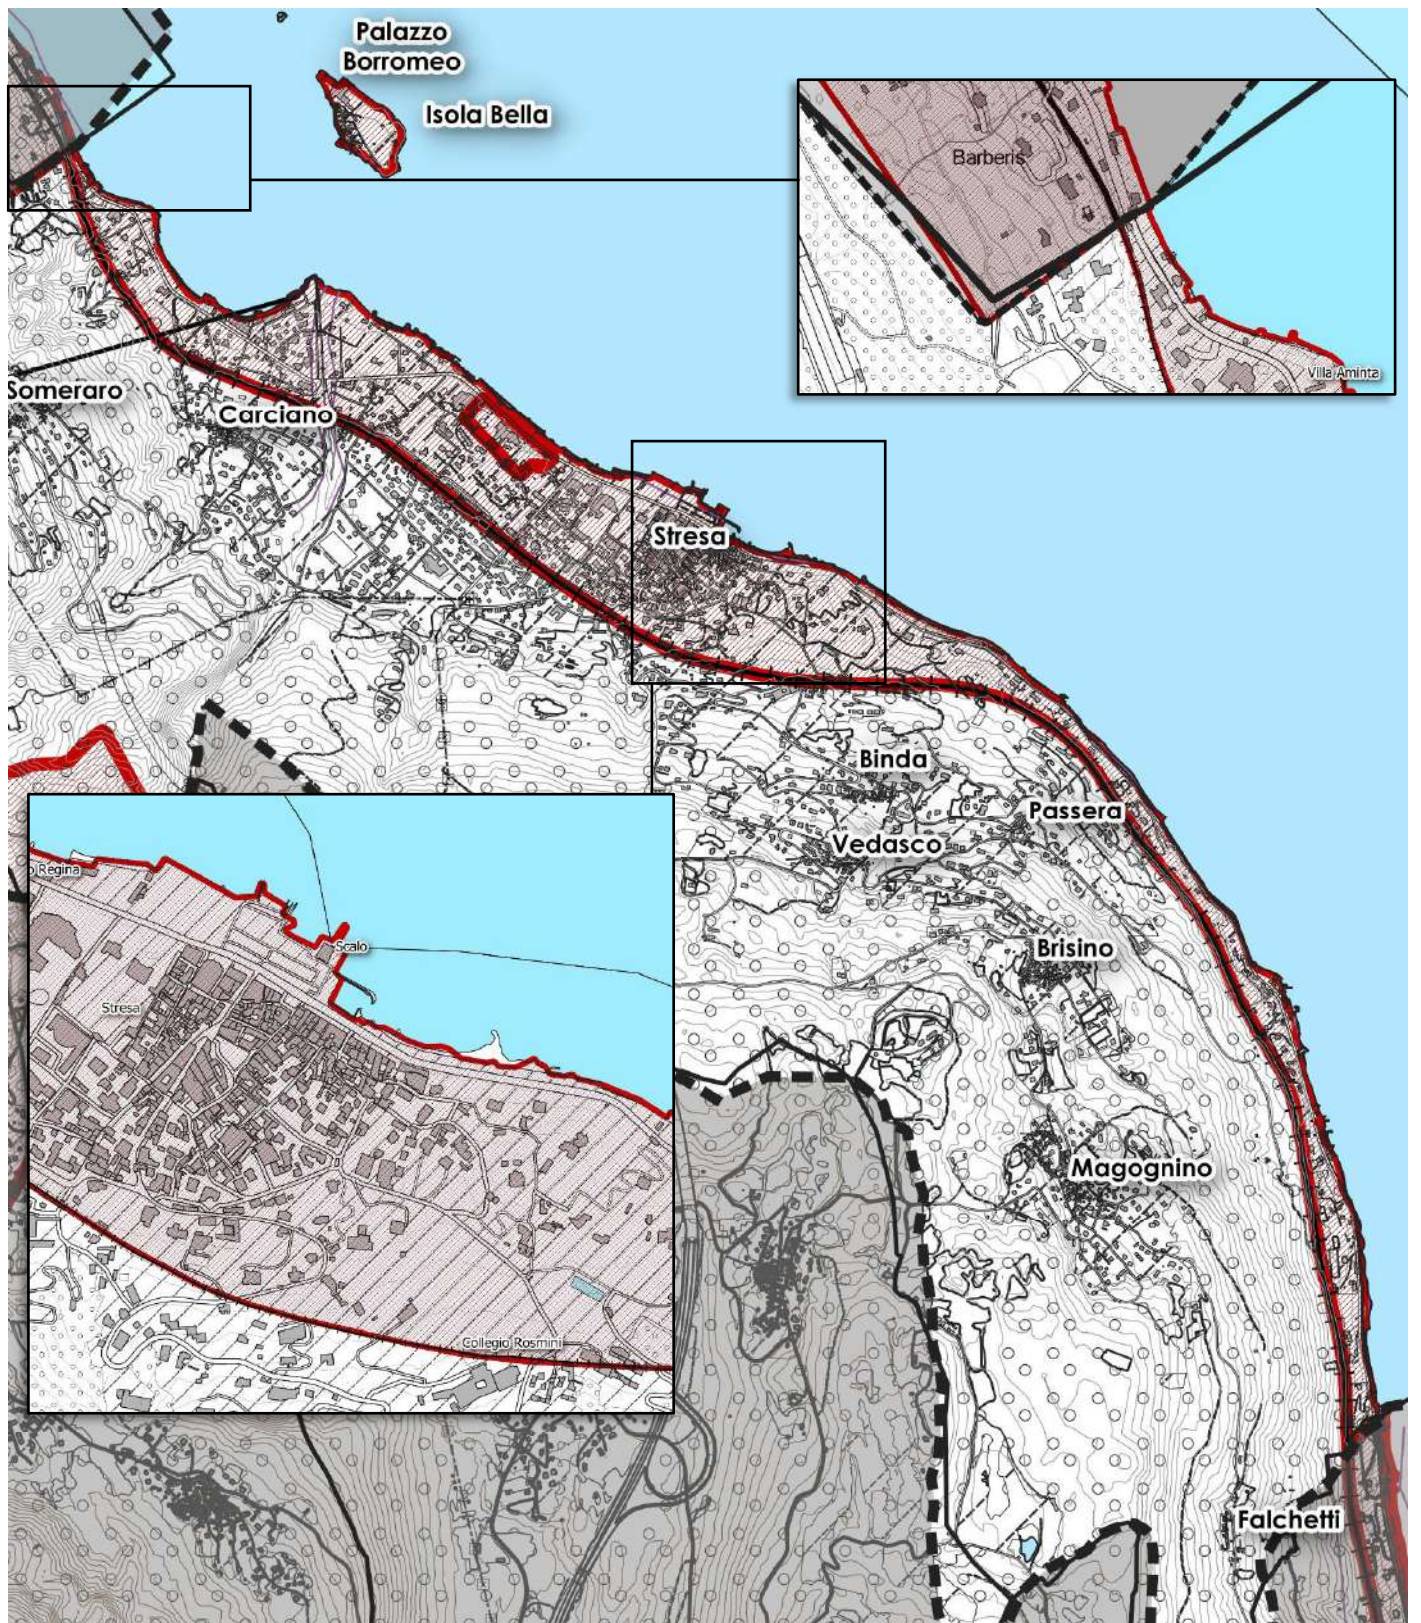 Palazzo
Borromeo
Isola Bella
Barberis
Villa Aminta
Someraro
Carciano
Stresa
Binda
Passera
Vedasco
o Regina
Scalo
Brisino
Stresa
Magognino
Collegio Rosmini
Falchetti